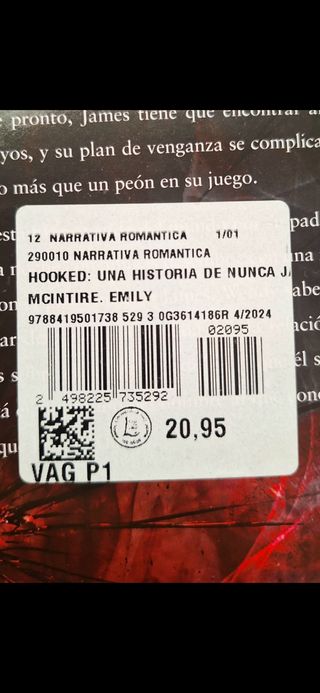 e pronto, James tiene que encontrar
yos, y su plan de venganza se complica
o más que un peón en su juego.
12 NARRATIVA ROMANTICA 1/01
290010 NARRATIVA ROMANTICA
HOOKED: UNA HISTORIA DE NUNCA JA
MCINTIRE. EMILY
9788419501738 529 3 0G3614186R 4/2024
02095
2 498225 735292
20,95
VAG P1